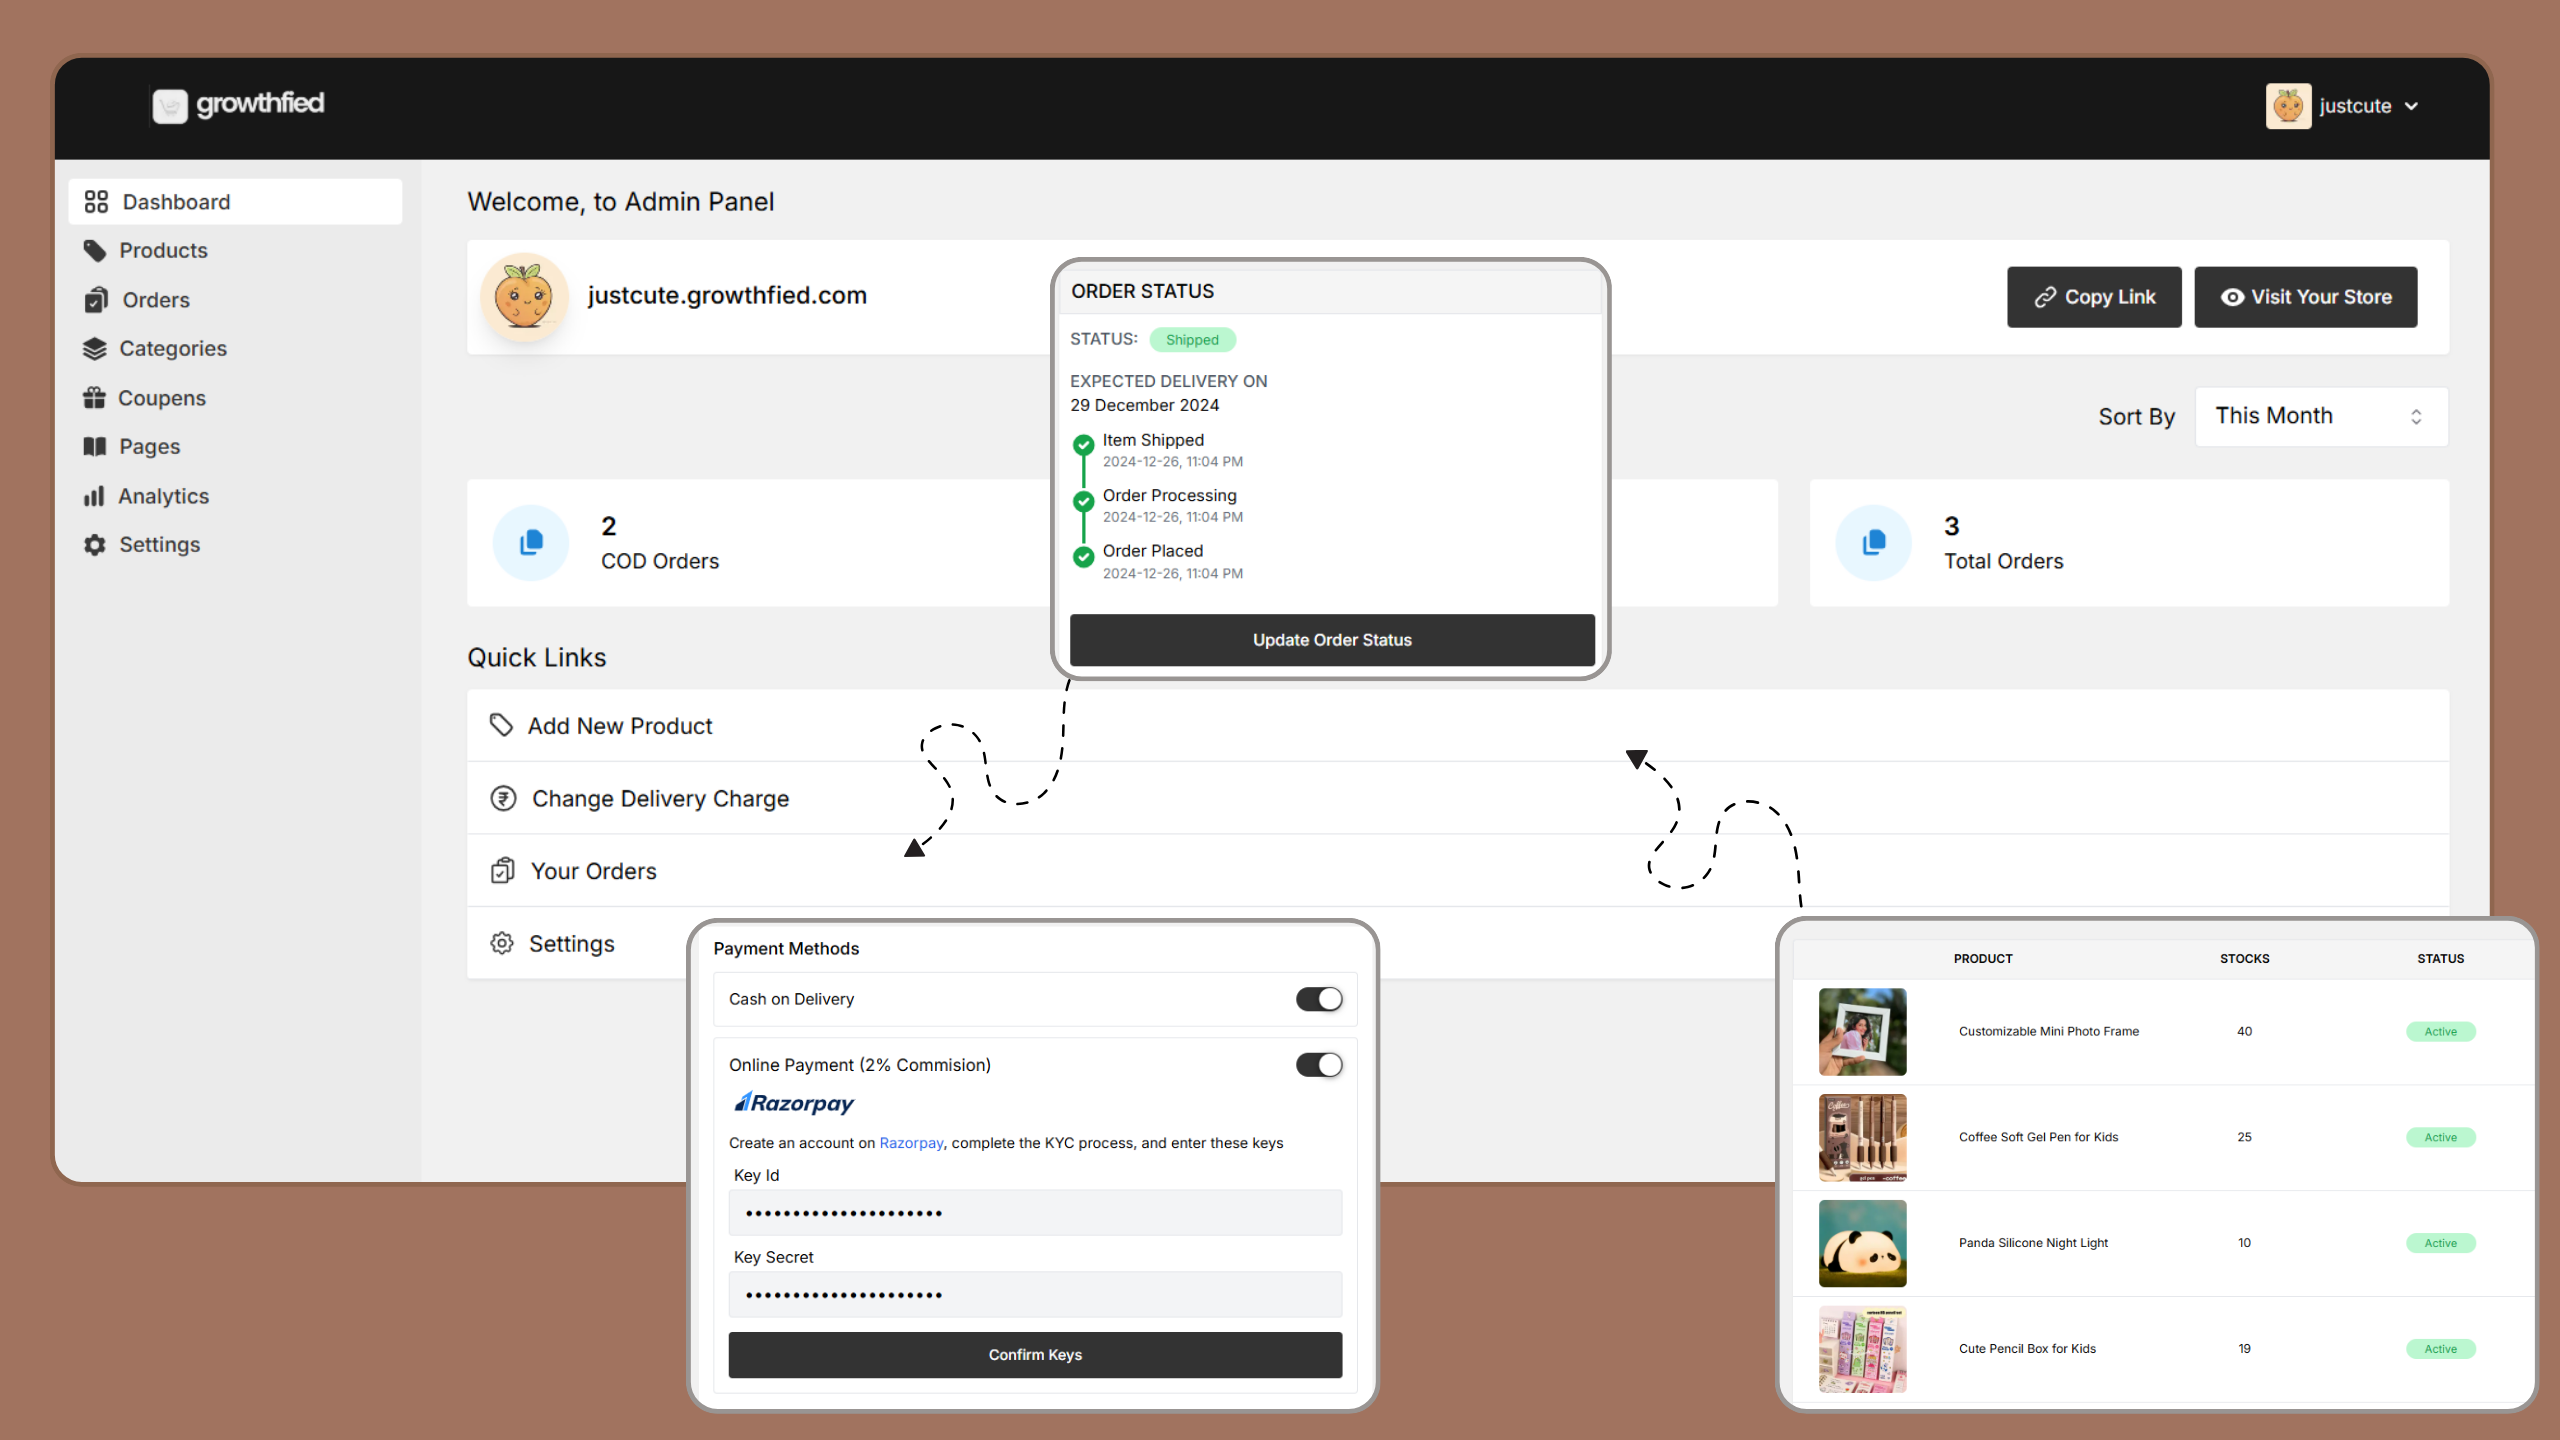 growthfied
justcute
Dashboard
Products
Orders
Categories
Coupens
Pages
Analytics
Settings
Welcome, to Admin Panel
justcute.growthfied.com
Copy Link
Visit Your Store
Sort By
This Month
2
COD Orders
3
Total Orders
ORDER STATUS
STATUS: Shipped
EXPECTED DELIVERY ON
29 December 2024
Item Shipped
2024-12-26, 11:04 PM
Order Processing
2024-12-26, 11:04 PM
Order Placed
2024-12-26, 11:04 PM
Update Order Status
Quick Links
Add New Product
Change Delivery Charge
Your Orders
Settings
Payment Methods
Cash on Delivery
Online Payment (2% Commision)
Razorpay
Create an account on Razorpay, complete the KYC process, and enter these keys
Key Id
•••••••••••••••••••••
Key Secret
•••••••••••••••••••••
Confirm Keys
PRODUCT STOCKS STATUS
Customizable Mini Photo Frame 40 Active
Coffee Soft Gel Pen for Kids 25 Active
Panda Silicone Night Light 10 Active
Cute Pencil Box for Kids 19 Active